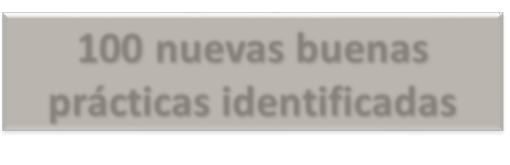 100 nuevas buenas
prácticas identificadas